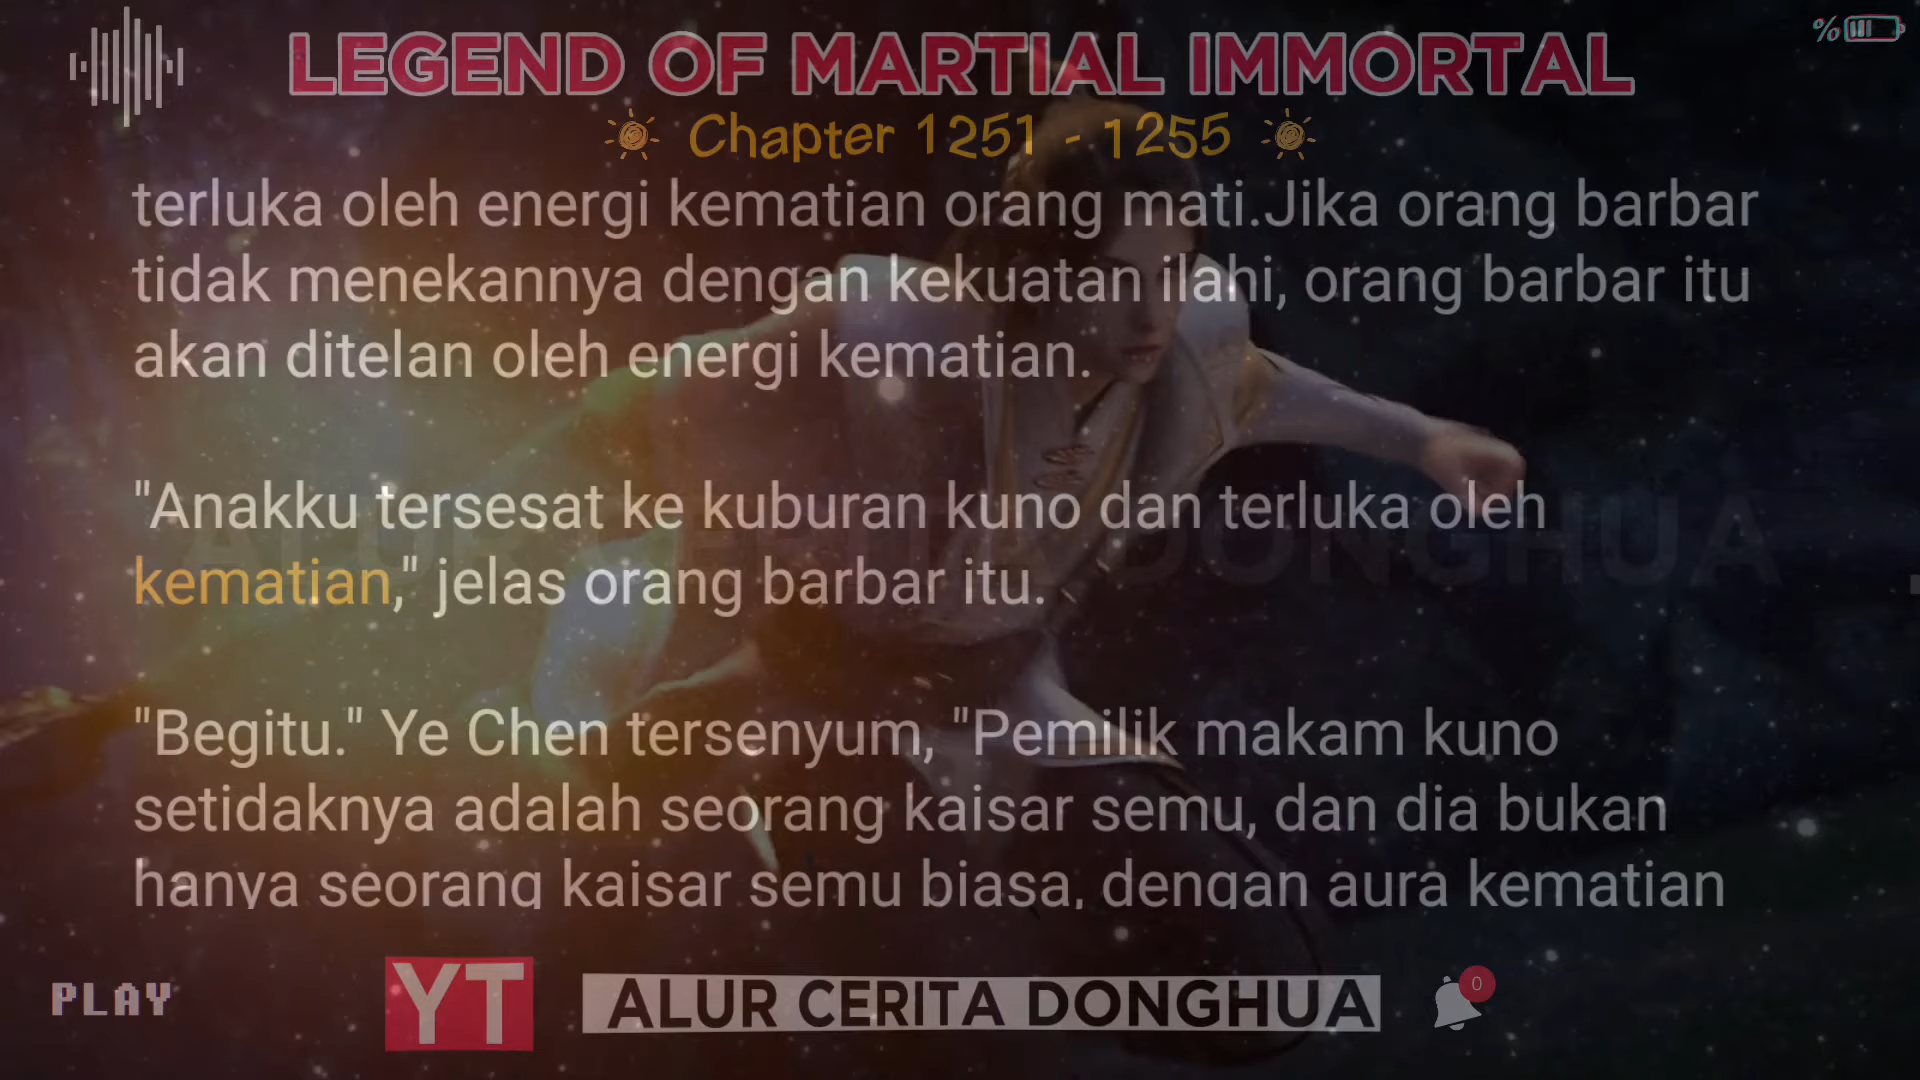 %
LEGEND OF MARTIAL IMMORTAL
Chapter 1251 - 1255
terluka oleh energi kematian orang mati.Jika orang barbar
tidak menekannya dengan kekuatan ilahi, orang barbar itu
akan ditelan oleh energi kematian.
"Anakku tersesat ke kuburan kuno dan terluka oleh
kematian," jelas orang barbar itu.
"Begitu." Ye Chen tersenyum, "Pemilik makam kuno
setidaknya adalah seorang kaisar semu, dan dia bukan
hanya seorang kaisar semu biasa, dengan aura kematian
ALUR CERITA DONGHUA
PLAY
YT
ALUR CERITA DONGHUA
0